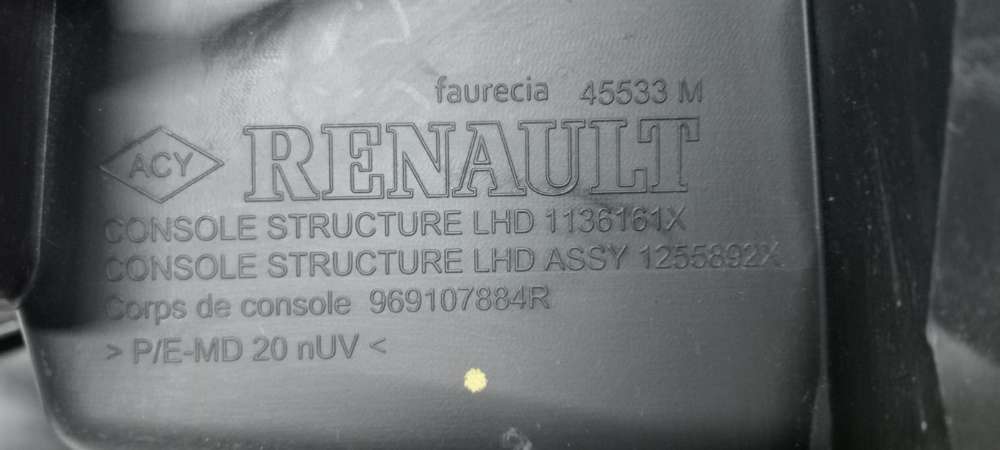 faurecia 45533 M
ACY RENAULT
CONSOLE STRUCTURE LHD 1136161X
CONSOLE STRUCTURE LHD ASSY 1255892X
Corps de console 969107884R
> P/E-MD 20 nUV <